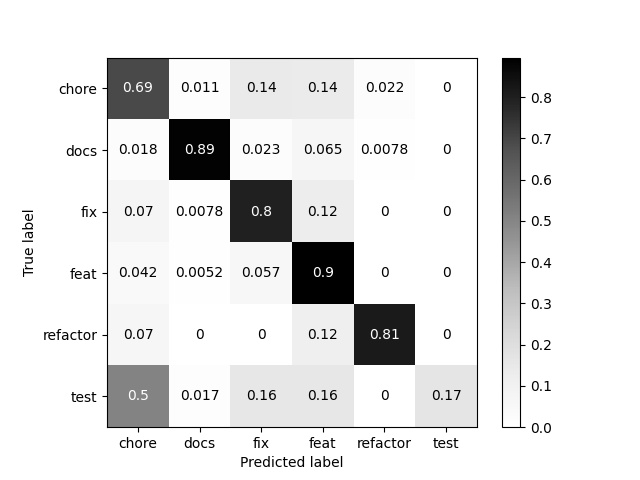 chore 0.69 0.011 0.14 0.14 0.022 0
docs 0.018 0.89 0.023 0.065 0.0078 0
fix 0.07 0.0078 0.8 0.12 0 0
feat 0.042 0.0052 0.057 0.9 0 0
refactor 0.07 0 0 0.12 0.81 0
test 0.5 0.017 0.16 0.16 0 0.17
chore docs fix feat refactor test
Predicted label
True label
0.8
0.7
0.6
0.5
0.4
0.3
0.2
0.1
0.0